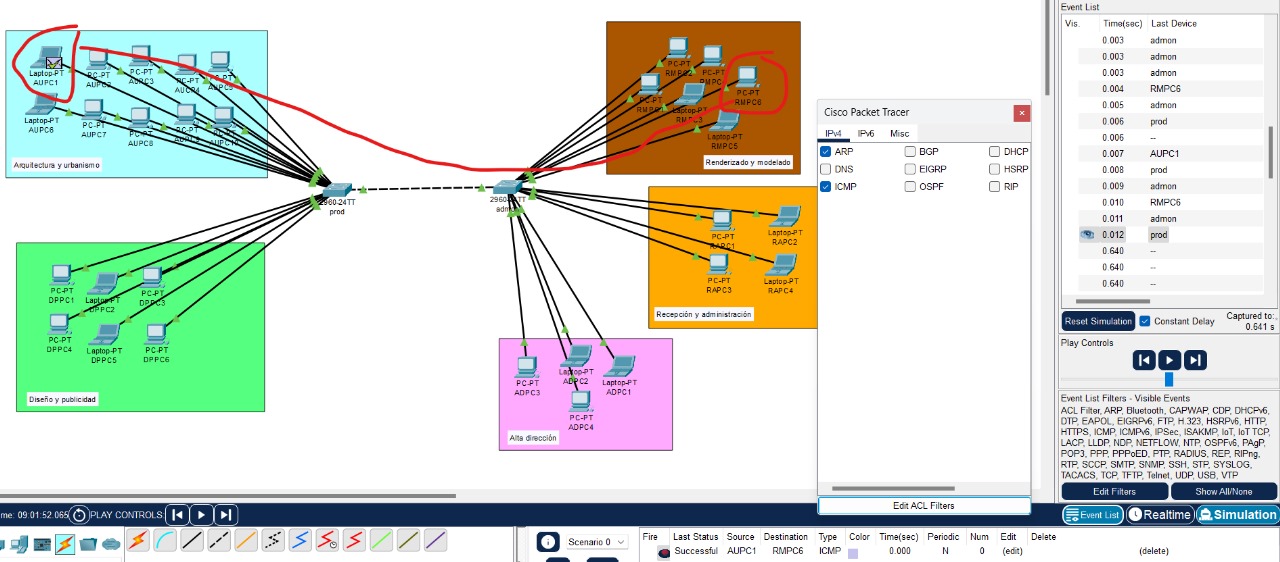 Laptop-PT
AUPC1
PC-PT
AUPC2
PC-PT
AUPC3
PC-PT
AUPC4
Laptop-PT
AUPC6
PC-PT
AUPC7
PC-PT
AUPC8
Arquitectura y urbanismo
2960-24TT
prod
PC-PT
DPPC1
Laptop-PT
DPPC2
PC-PT
DPPC3
PC-PT
DPPC4
Laptop-PT
DPPC5
PC-PT
DPPC6
Diseño y publicidad
PC-PT
RMPC2
PC-PT
PC-PT
Laptop-PT
RMPC3
PC-PT
RMPC6
Laptop-PT
RMPC5
Renderizado y modelado
2960-24TT
PC-PT
RAPC1
Laptop-PT
RAPC2
PC-PT
RAPC3
Laptop-PT
RAPC4
Recepción y administración
PC-PT
ADPC3
Laptop-PT
ADPC2
Laptop-PT
ADPC1
PC-PT
ADPC4
Alta dirección
Cisco Packet Tracer
IPv4 IPv6 Misc
ARP BGP DHCP
DNS EIGRP HSRP
ICMP OSPF RIP
Edit ACL Filters
Event List
Vis. Time(sec) Last Device
0.003 admon
0.003 admon
0.003 admon
0.004 RMPC6
0.005 admon
0.006 prod
0.006 --
0.007 AUPC1
0.008 prod
0.009 admon
0.010 RMPC6
0.011 admon
0.012 prod
0.640 --
0.640 --
0.640 --
Reset Simulation Constant Delay Captured to:
0.641 s
Play Controls
Event List Filters - Visible Events
ACL Filter, ARP, Bluetooth, CAPWAP, CDP, DHCPv6,
DTP, EAPOL, EIGRPv6, FTP, H.323, HSRPv6, HTTP,
HTTPS, ICMP, ICMPv6, IPSec, ISAKMP, IoT, IoT TCP,
LACP, LLDP, NDP, NETFLOW, NTP, OSPFv6, PAgP,
POP3, PPP, PPPoED, PTP, RADIUS, REP, RIPng,
RTP, SCCP, SMTP, SNMP, SSH, STP, SYSLOG,
TACACS, TCP, TFTP, Telnet, UDP, USB, VTP
Edit Filters Show All/None
me: 09:01:52.065 PLAY CONTROLS:
Event List Realtime Simulation
Scenario 0
Fire Last Status Source Destination Type Color Time(sec) Periodic Num Edit Delete
Successful AUPC1 RMPC6 ICMP 0.000 N 0 (edit) (delete)